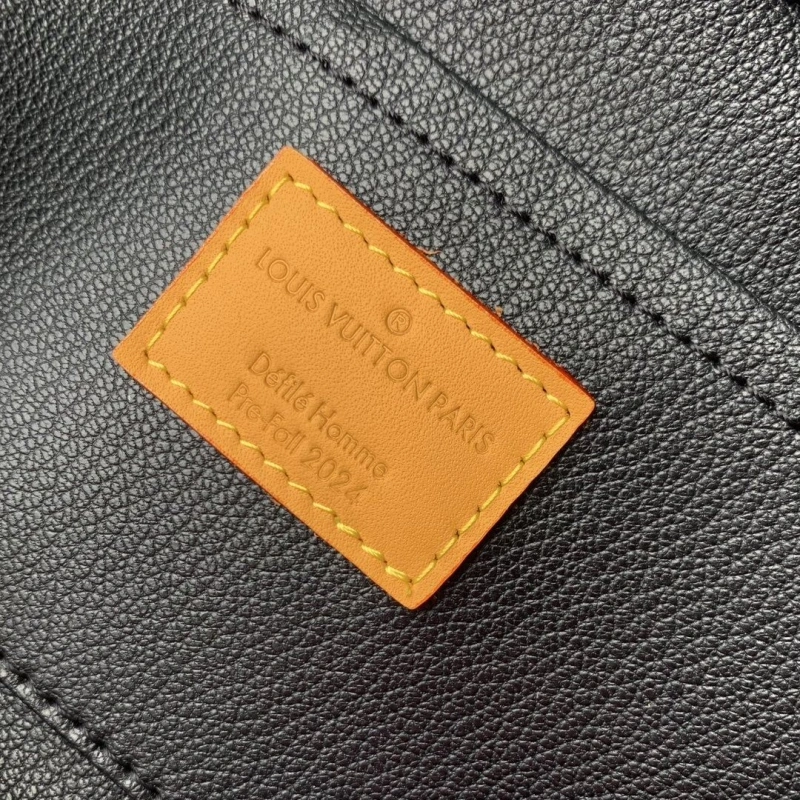 ®
LOUIS VUITTON PARIS
Défilé Homme
Pre-Fall 2024